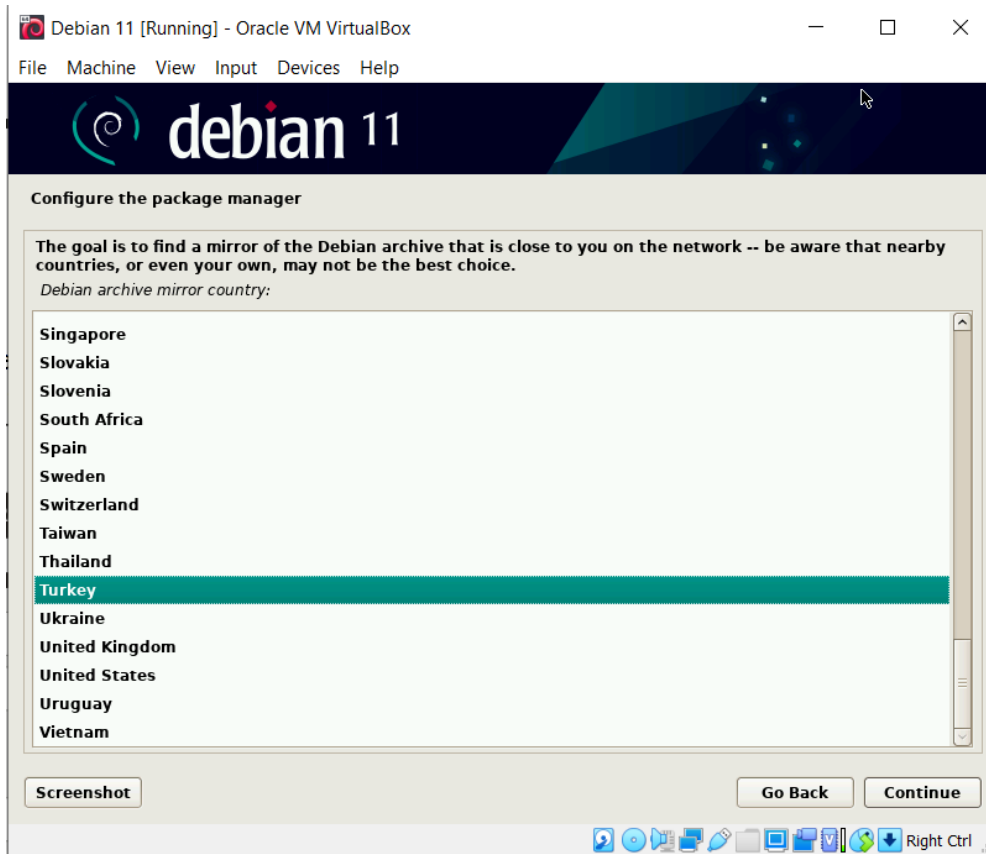 Debian 11 [Running] - Oracle VM VirtualBox
File Machine View Input Devices Help
debian 11
Configure the package manager
The goal is to find a mirror of the Debian archive that is close to you on the network -- be aware that nearby
countries, or even your own, may not be the best choice.
Debian archive mirror country:
Singapore
Slovakia
Slovenia
South Africa
Spain
Sweden
Switzerland
Taiwan
Thailand
Turkey
Ukraine
United Kingdom
United States
Uruguay
Vietnam
Screenshot Go Back Continue
Right Ctrl